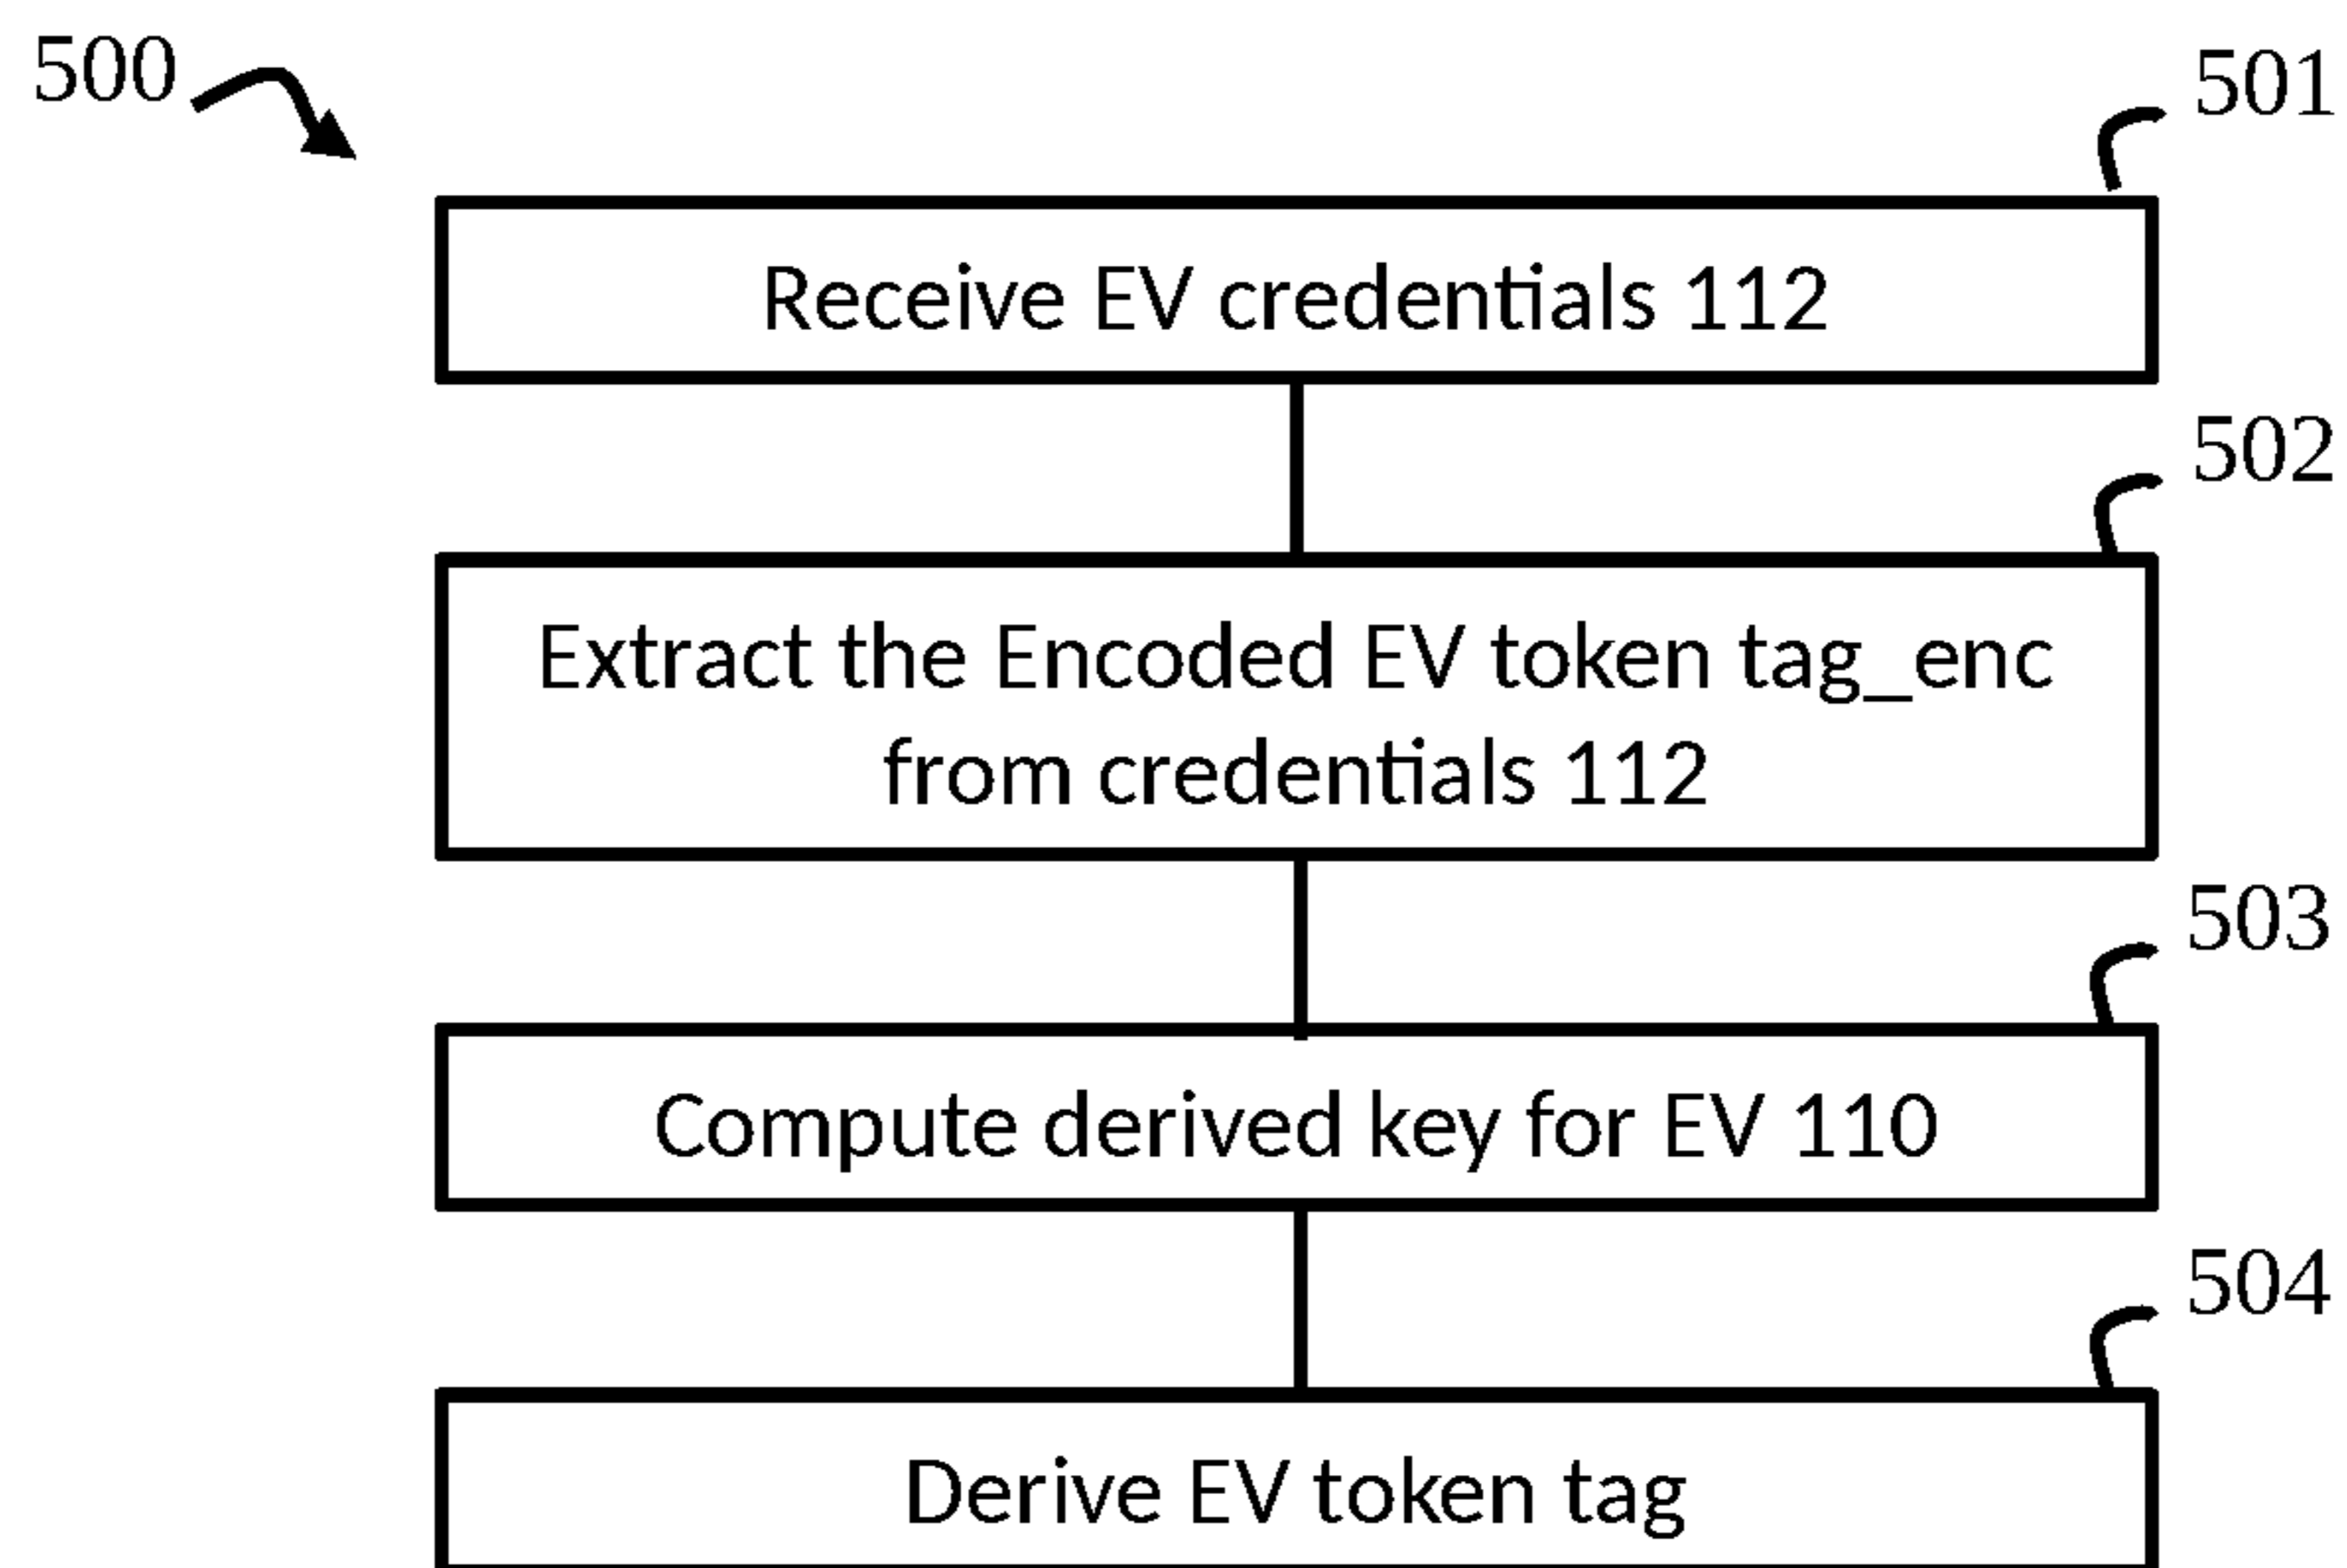 500
501
Receive EV credentials 112
502
Extract the Encoded EV token tag_enc
from credentials 112
503
Compute derived key for EV 110
504
Derive EV token tag